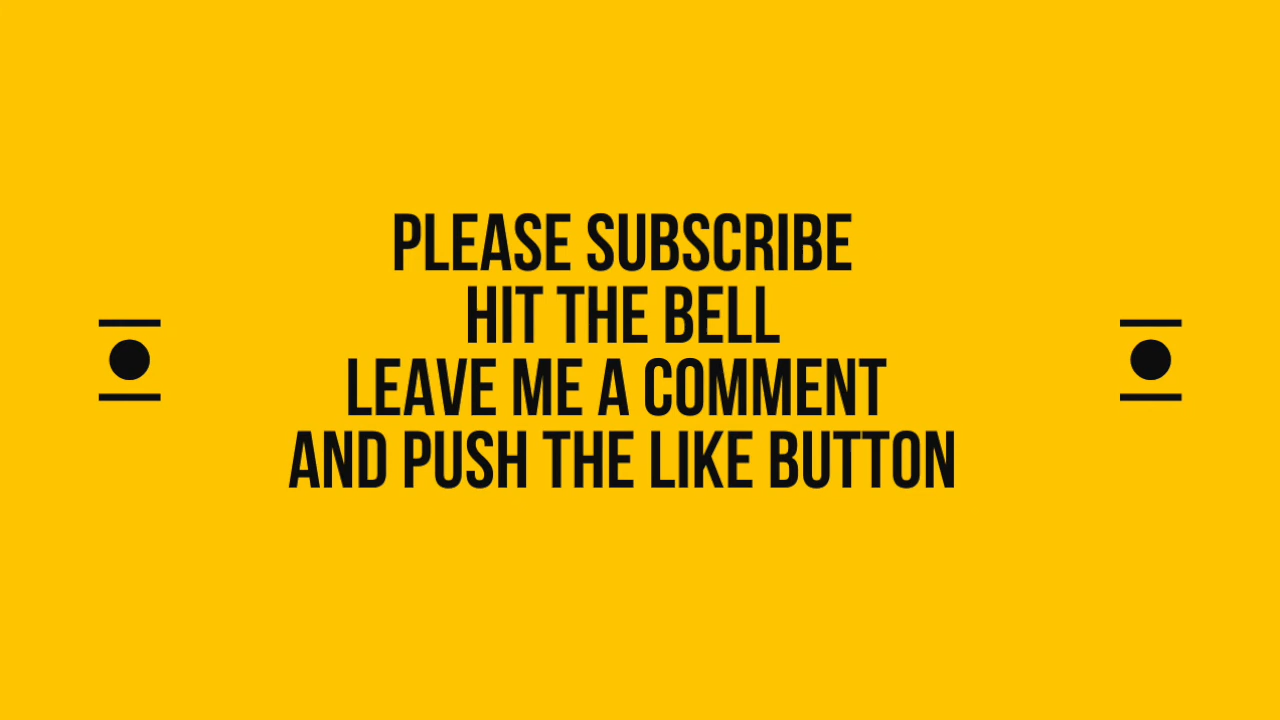 PLEASE SUBSCRIBE
HIT THE BELL
LEAVE ME A COMMENT
AND PUSH THE LIKE BUTTON